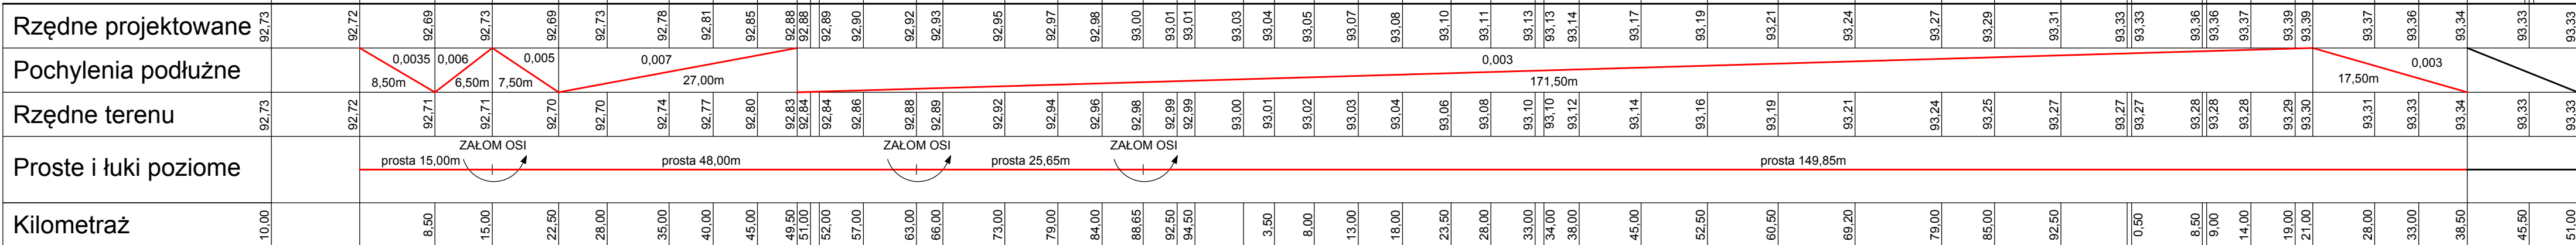 Rzędne projektowane 92,73 92,72 92,69 92,73 92,69 92,73 92,78 92,81 92,85 92,88 92,88 92,89 92,90 92,92 92,93 92,95 92,97 92,98 93,00 93,01 93,01 93,03 93,04 93,05 93,07 93,08 93,10 93,11 93,13 93,13 93,14 93,17 93,19 93,21 93,24 93,27 93,29 93,31 93,33 93,33 93,36 93,36 93,37 93,39 93,39 93,37 93,36 93,34 93,33 93,33
0,0035 0,006 0,005 0,007 0,003 0,003
Pochylenia podłużne
8,50m 6,50m 7,50m 27,00m 171,50m 17,50m
Rzędne terenu 92,73 92,72 92,71 92,71 92,70 92,70 92,74 92,77 92,80 92,83 92,84 92,84 92,86 92,88 92,89 92,92 92,94 92,96 92,98 92,99 92,99 93,00 93,01 93,02 93,03 93,04 93,06 93,08 93,10 93,10 93,12 93,14 93,16 93,19 93,21 93,24 93,25 93,27 93,27 93,27 93,28 93,28 93,28 93,29 93,30 93,31 93,33 93,34 93,33 93,33
ZAŁOM OSI ZAŁOM OSI ZAŁOM OSI
prosta 15,00m prosta 48,00m prosta 25,65m prosta 149,85m
Proste i łuki poziome
Kilometraż 10,00 8,50 15,00 22,50 28,00 35,00 40,00 45,00 49,50 51,00 52,00 57,00 63,00 66,00 73,00 79,00 84,00 88,65 92,50 94,50 3,50 8,00 13,00 18,00 23,50 28,00 33,00 34,00 38,00 45,00 52,50 60,50 69,20 79,00 85,00 92,50 0,50 8,50 9,00 14,00 19,00 21,00 28,00 33,00 38,50 45,50 51,00